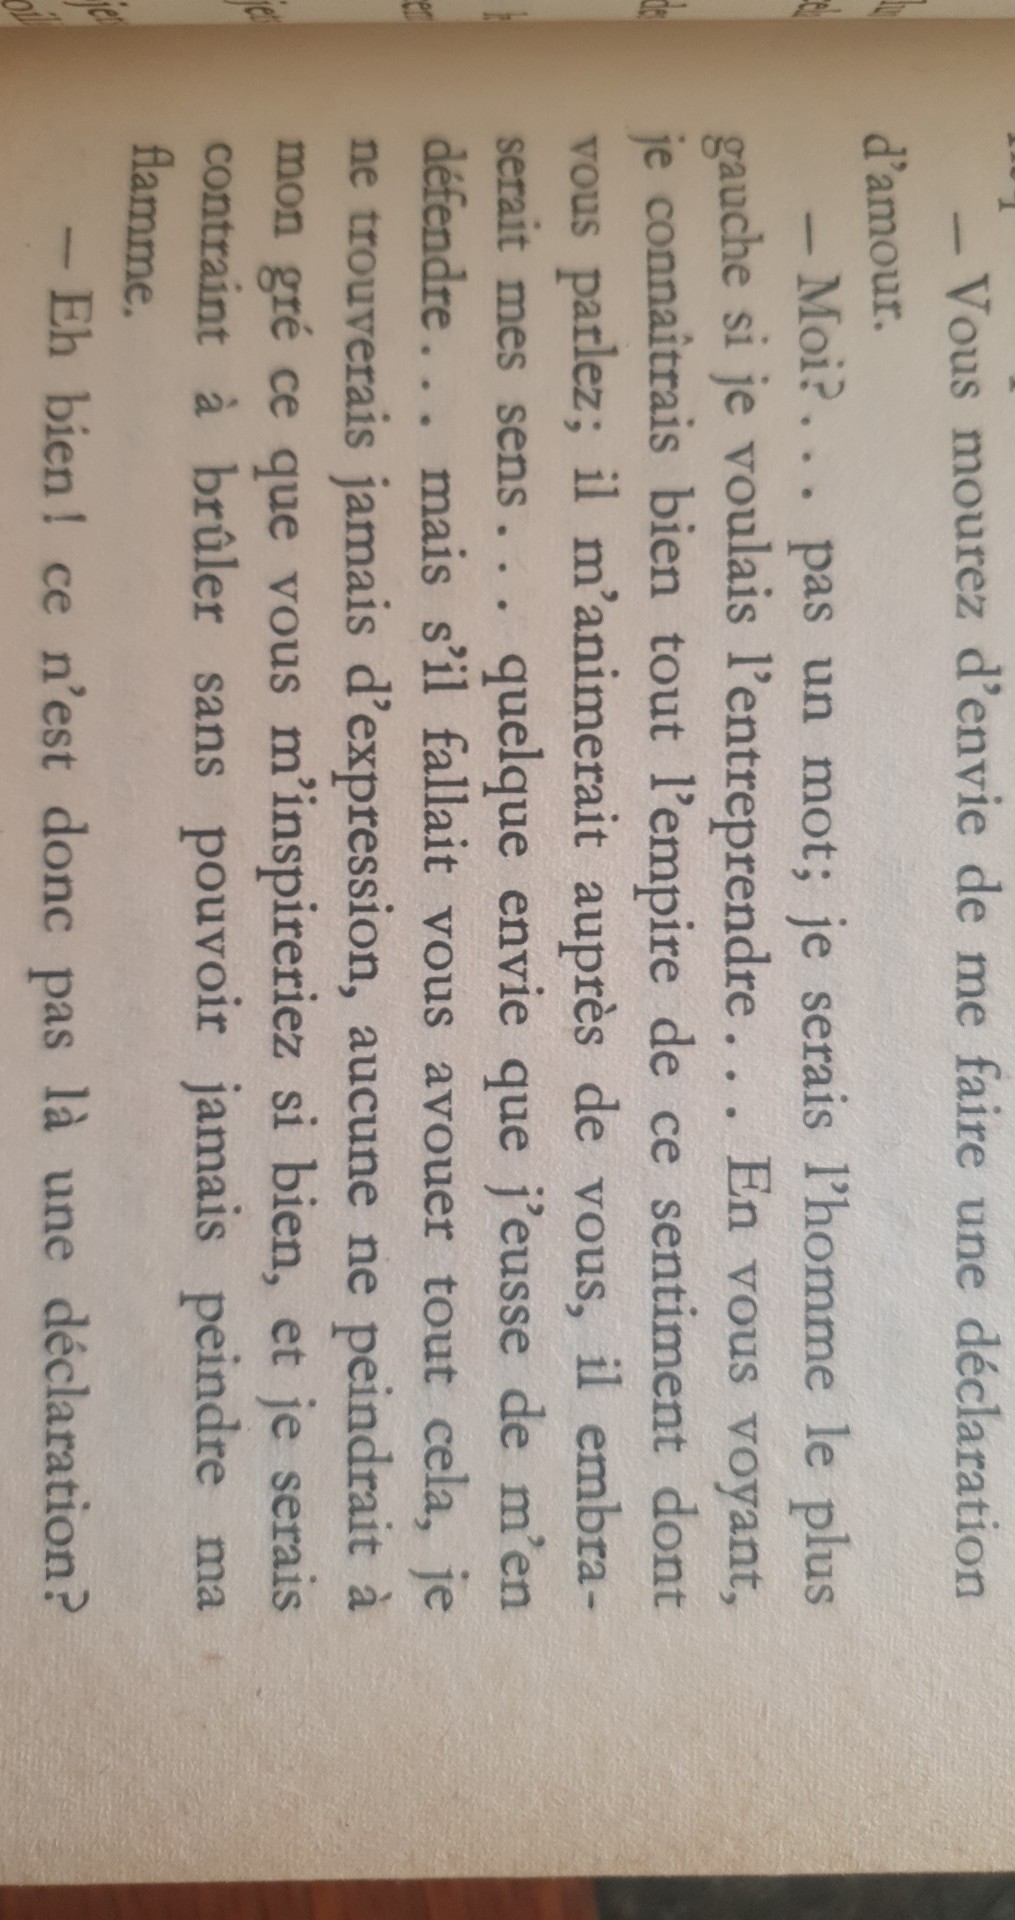 — Vous mourez d'envie de me faire une déclaration
d'amour.
— Moi?... pas un mot; je serais l'homme le plus
gauche si je voulais l'entreprendre... En vous voyant,
je connaîtrais bien tout l'empire de ce sentiment dont
vous parlez; il m'animerait auprès de vous, il embra-
serait mes sens... quelque envie que j'eusse de m'en
défendre... mais s'il fallait vous avouer tout cela, je
ne trouverais jamais d'expression, aucune ne peindrait à
mon gré ce que vous m'inspireriez si bien, et je serais
contraint à brûler sans pouvoir jamais peindre ma
flamme.
— Eh bien! ce n'est donc pas là une déclaration?